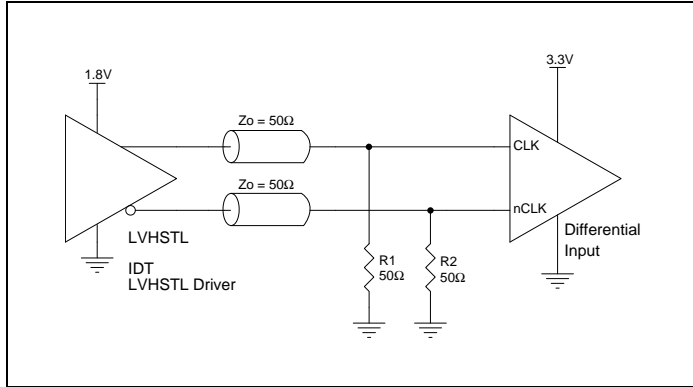 1.8V
3.3V
Zo = 50Ω
CLK
Zo = 50Ω
nCLK
LVHSTL
IDT
LVHSTL Driver
R1
50Ω
R2
50Ω
Differential
Input